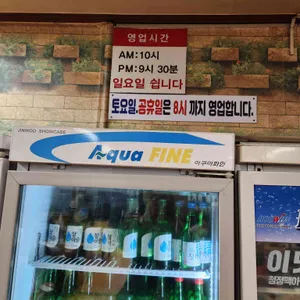 영업시간
AM:10시
PM:9시 30분
일요일 쉽니다
토요일,공휴일은 8시 까지 영업합니다.
JINWOO SHOWCASE
Aqua FINE
아쿠아화인